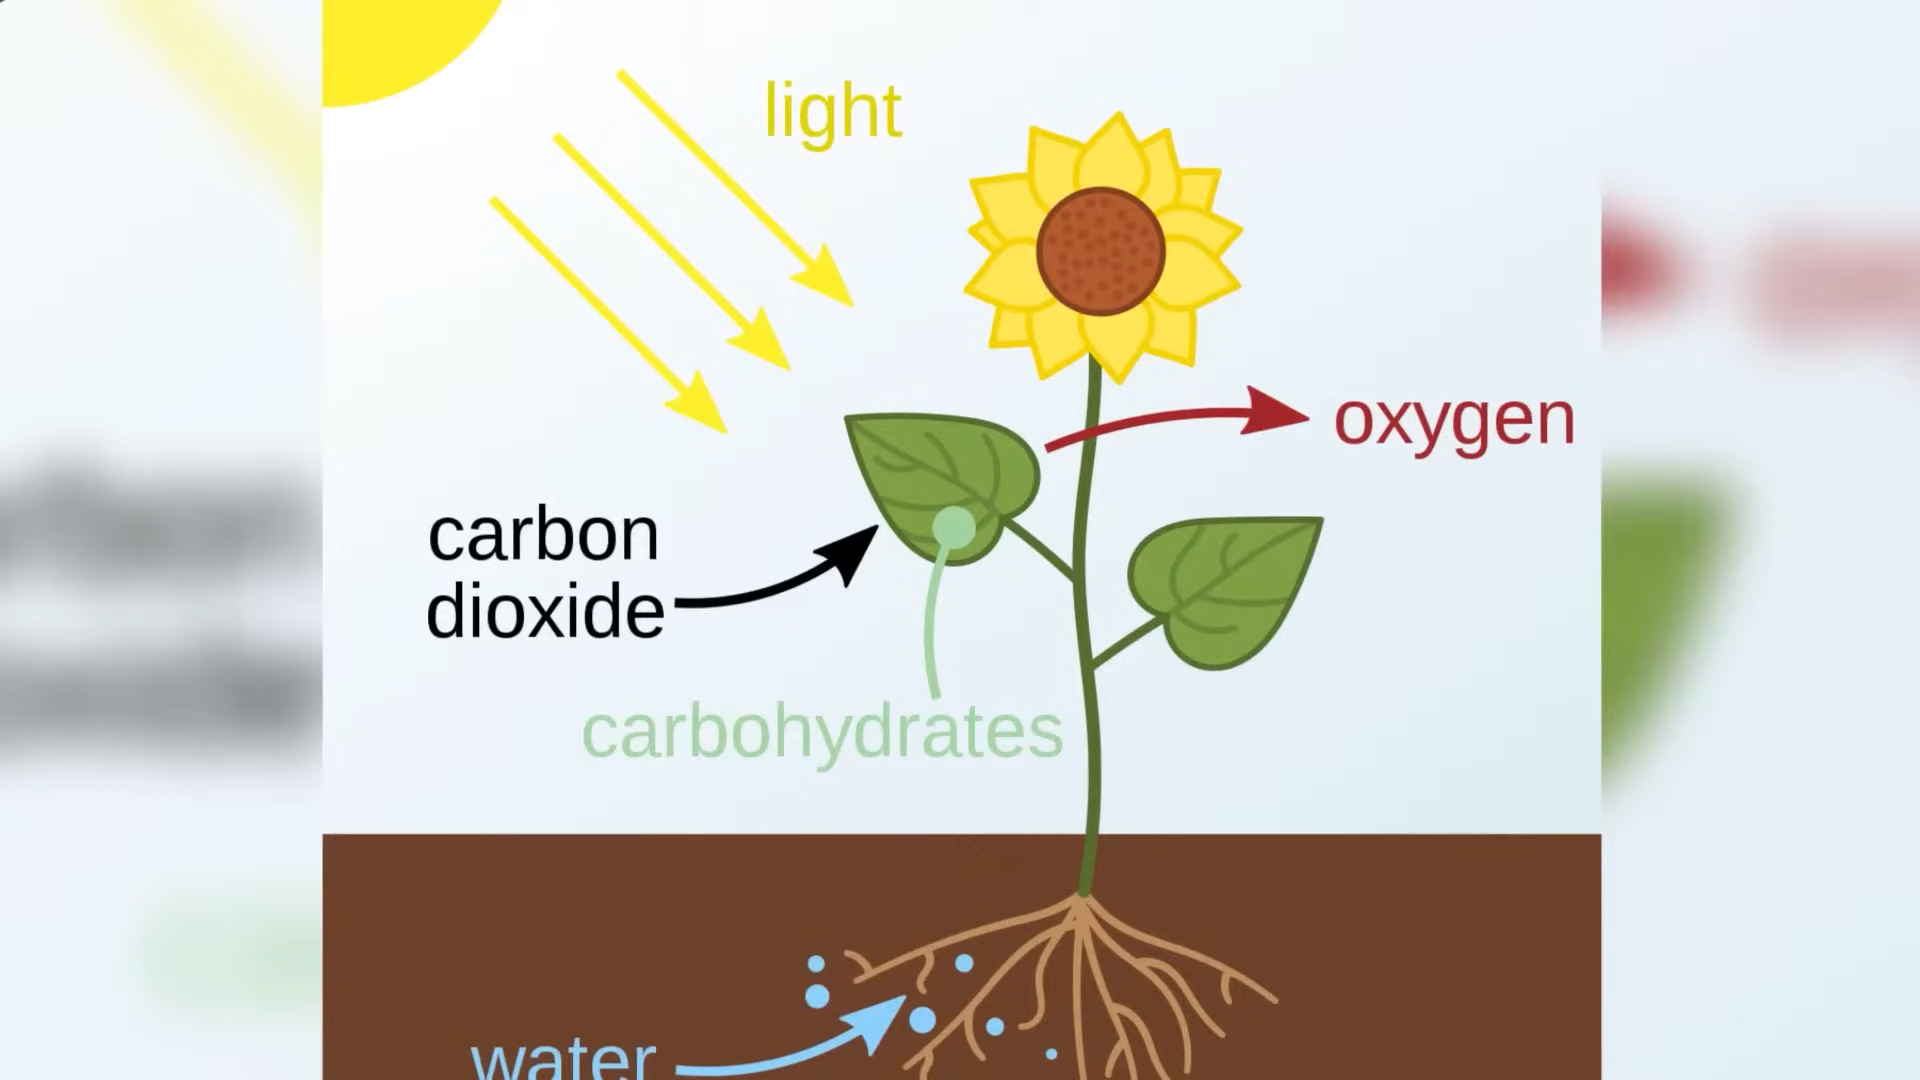 light
oxygen
carbon
dioxide
carbohydrates
water